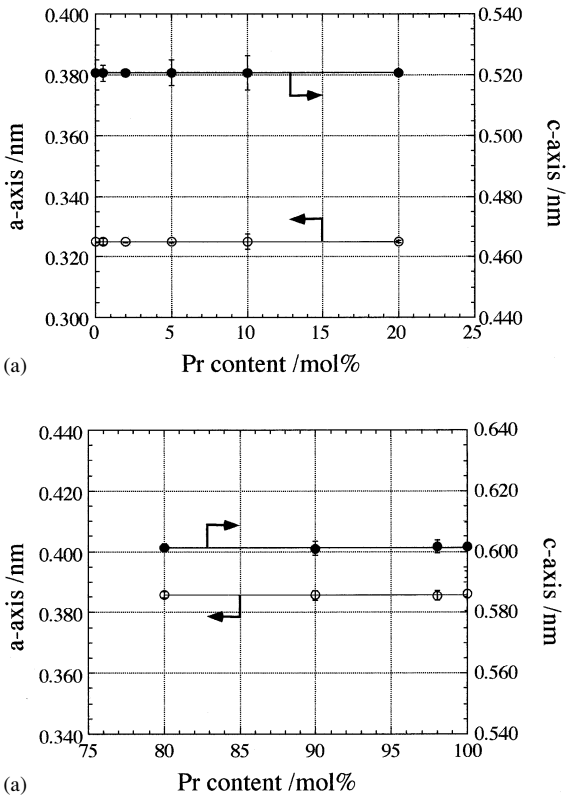 0.400 0.540
0.380 0.520
0.360 0.500
0.340 0.480
0.320 0.460
0.300 0.440
a-axis /nm
c-axis /nm
0 5 10 15 20 25
(a) Pr content /mol%
0.440 0.640
0.420 0.620
0.400 0.600
0.380 0.580
0.360 0.560
0.340 0.540
a-axis /nm
c-axis /nm
75 80 85 90 95 100
(a) Pr content /mol%